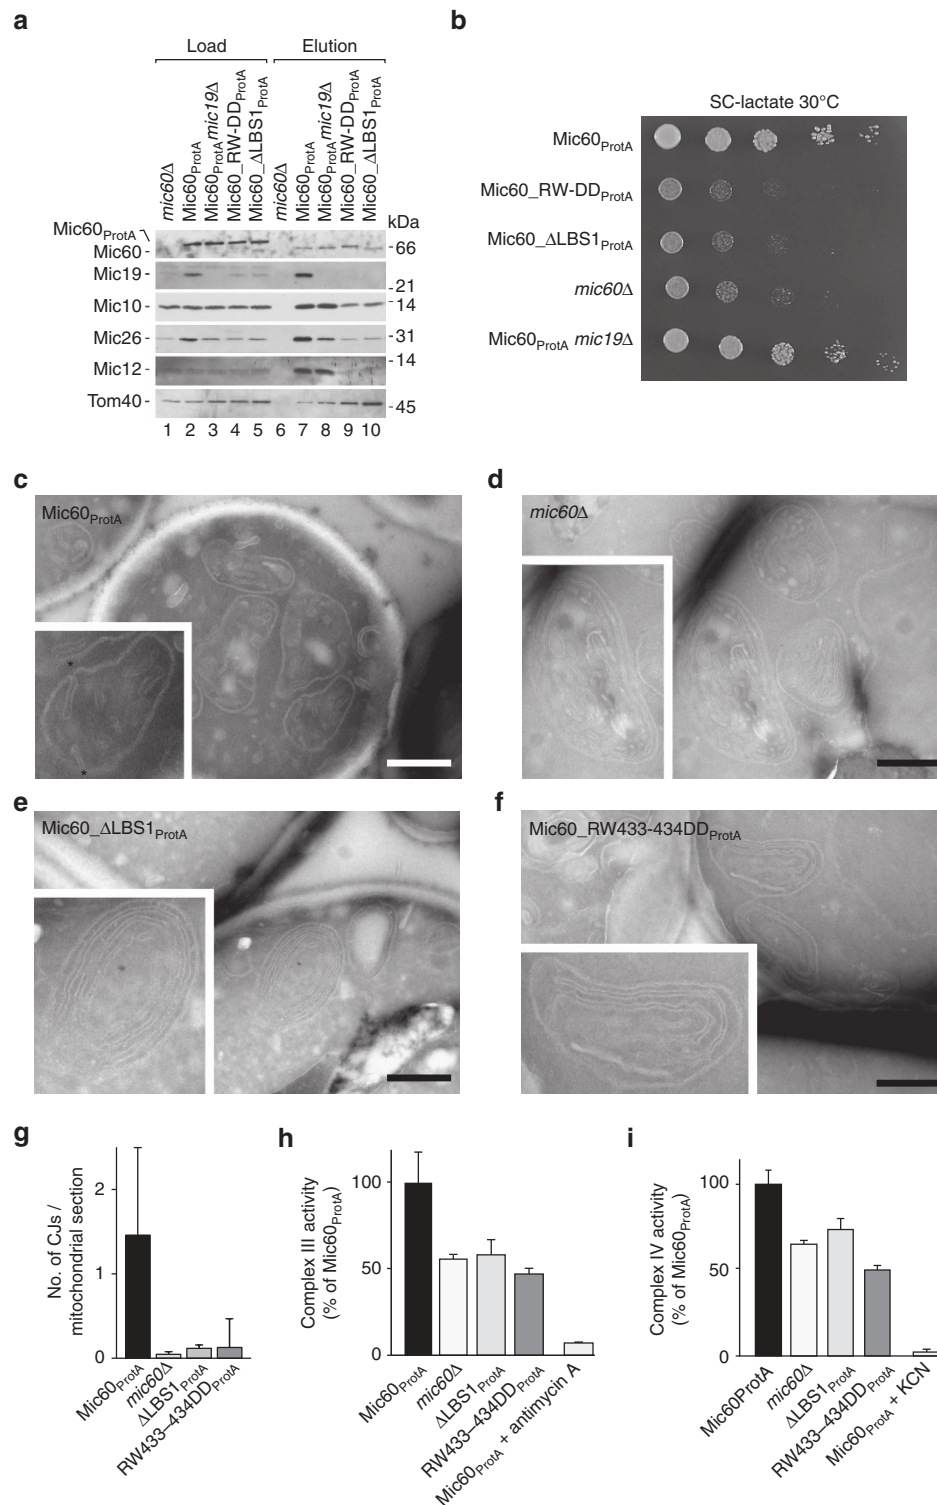 a
Load
Elution
mic60Δ
Mic60ProtA
Mic60ProtA mic19Δ
Mic60_RW-DDProtA
Mic60_ΔLBS1ProtA
mic60Δ
Mic60ProtA
Mic60ProtA mic19Δ
Mic60_RW-DDProtA
Mic60_ΔLBS1ProtA
kDa
Mic60ProtA
Mic60
66
Mic19
21
Mic10
14
Mic26
31
14
Mic12
Tom40
45
1 2 3 4 5 6 7 8 9 10
b
SC-lactate 30°C
Mic60ProtA
Mic60_RW-DDProtA
Mic60_ΔLBS1ProtA
mic60Δ
Mic60ProtA mic19Δ
c
Mic60ProtA
*
*
d
mic60Δ
e
Mic60_ΔLBS1ProtA
f
Mic60_RW433-434DDProtA
g
No. of CJs /
mitochondrial section
2
1
0
Mic60ProtA
mic60Δ
ΔLBS1ProtA
RW433–434DDProtA
h
Complex III activity
(% of Mic60ProtA)
100
50
0
Mic60ProtA
mic60Δ
ΔLBS1ProtA
RW433–434DDProtA
Mic60ProtA + antimycin A
i
Complex IV activity
(% of Mic60ProtA)
100
50
0
Mic60ProtA
mic60Δ
ΔLBS1ProtA
RW433–434DDProtA
Mic60ProtA + KCN